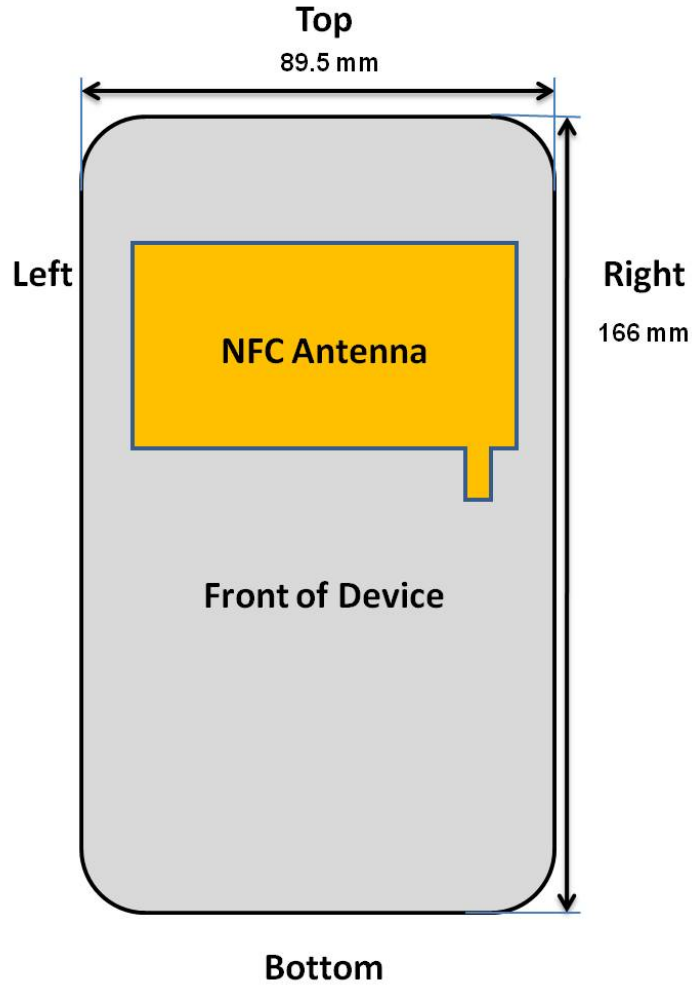 Top
89.5 mm
Left
Right
166 mm
NFC Antenna
Front of Device
Bottom